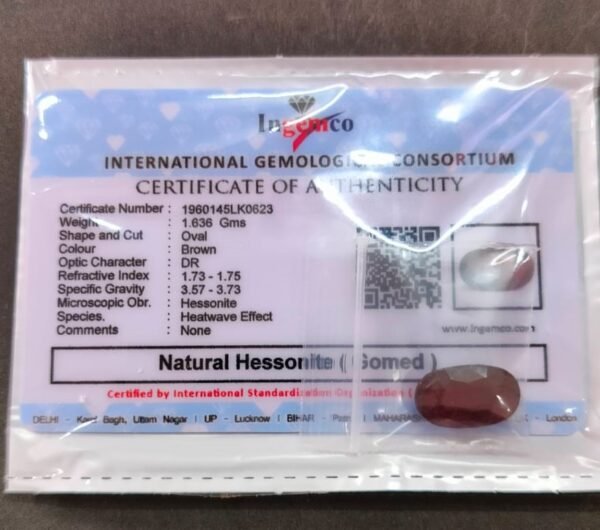 Ingemco
INTERNATIONAL GEMOLOGICAL CONSORTIUM
CERTIFICATE OF AUTHENTICITY
Certificate Number : 1960145LK0623
Weight : 1.636 Gms
Shape and Cut : Oval
Colour : Brown
Optic Character : DR
Refractive Index : 1.73 - 1.75
Specific Gravity : 3.57 - 3.73
Microscopic Obr. : Hessonite
Species. : Heatwave Effect
Comments : None
www.ingemco.com
Natural Hessonite ( Gomed )
Certified by International Standardization Organization (
DELHI - Karol Bagh, Uttam Nagar | UP - Lucknow | BIHAR - | - London